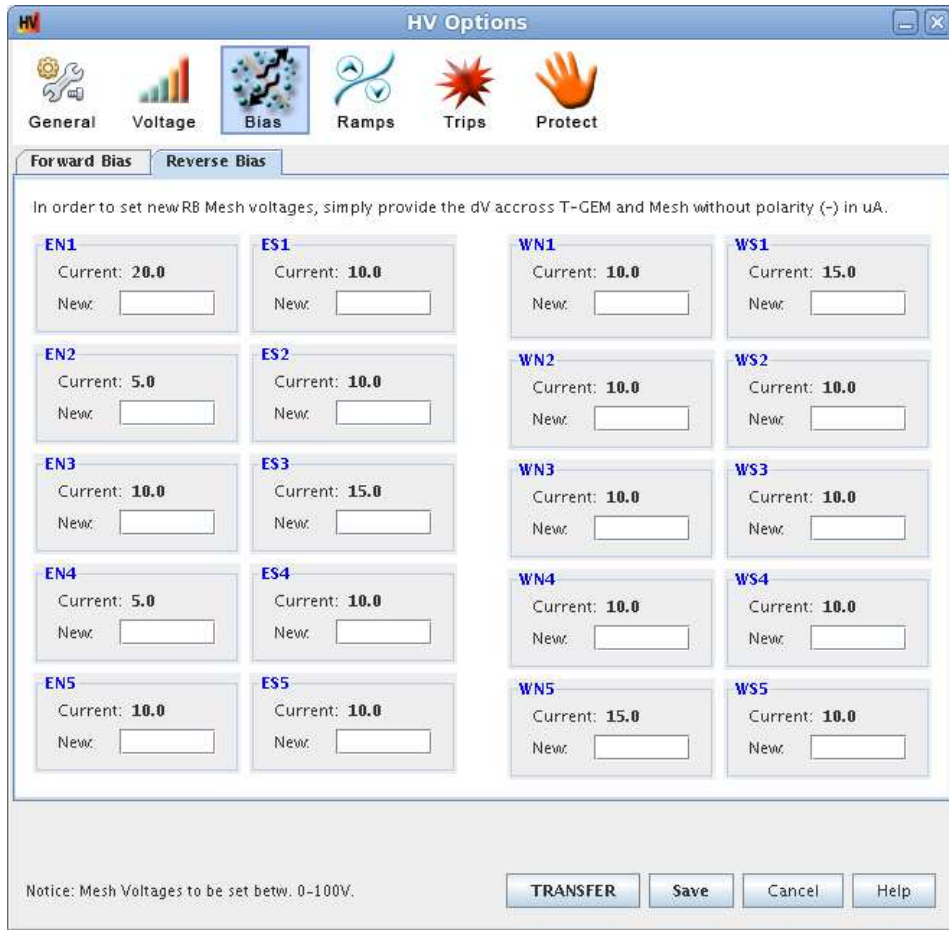 HV HV Options
General Voltage Bias Ramps Trips Protect
Forward Bias Reverse Bias
In order to set new RB Mesh voltages, simply provide the dV accross T-GEM and Mesh without polarity (-) in uA.
EN1 ES1 WN1 WS1
Current: 20.0 Current: 10.0 Current: 10.0 Current: 15.0
New: New: New: New:
EN2 ES2 WN2 WS2
Current: 5.0 Current: 10.0 Current: 10.0 Current: 10.0
New: New: New: New:
EN3 ES3 WN3 WS3
Current: 10.0 Current: 15.0 Current: 10.0 Current: 10.0
New: New: New: New:
EN4 ES4 WN4 WS4
Current: 5.0 Current: 10.0 Current: 10.0 Current: 10.0
New: New: New: New:
EN5 ES5 WN5 WS5
Current: 10.0 Current: 10.0 Current: 15.0 Current: 10.0
New: New: New: New:
Notice: Mesh Voltages to be set betw. 0-100V. TRANSFER Save Cancel Help